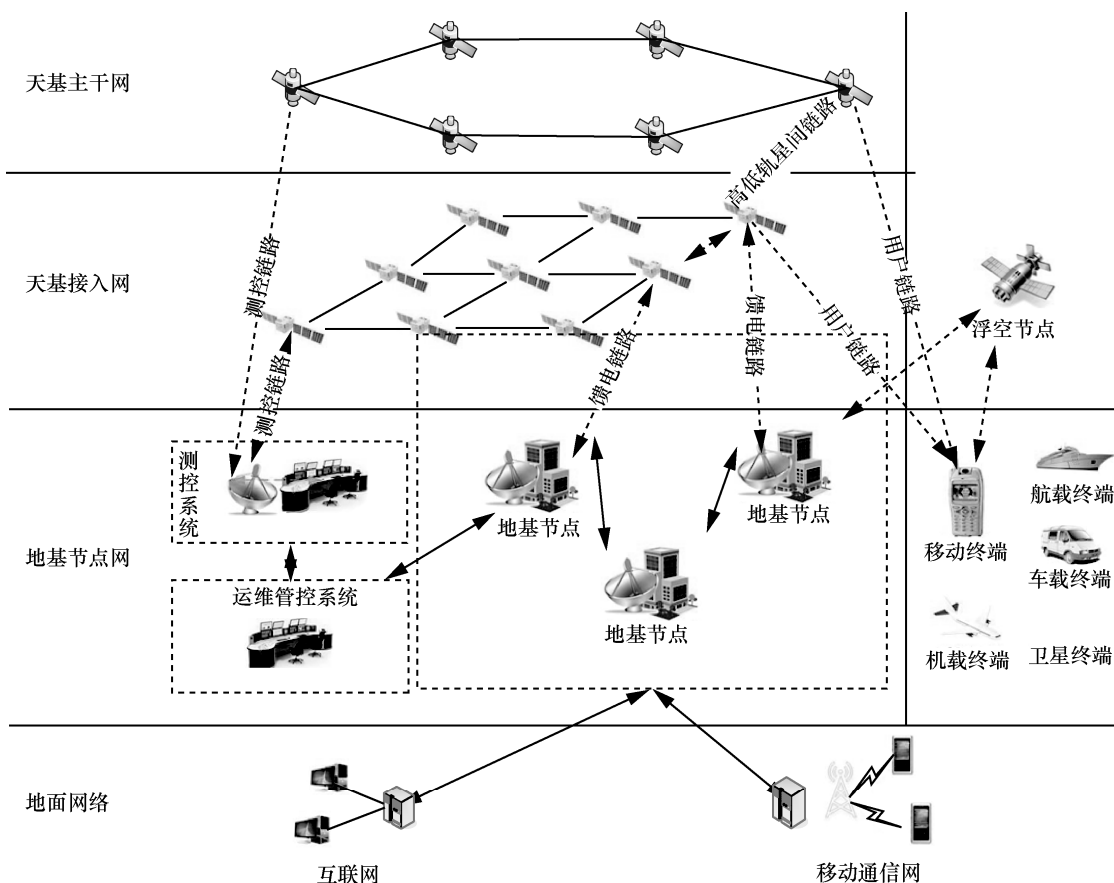 天基主干网
高低轨星间链路
天基接入网
测控链路
测控链路
馈电链路
馈电链路
用户链路
用户链路
浮空节点
地基节点网
测控系统
地基节点
地基节点
地基节点
运维管控系统
移动终端
航载终端
车载终端
机载终端
卫星终端
地面网络
互联网
移动通信网